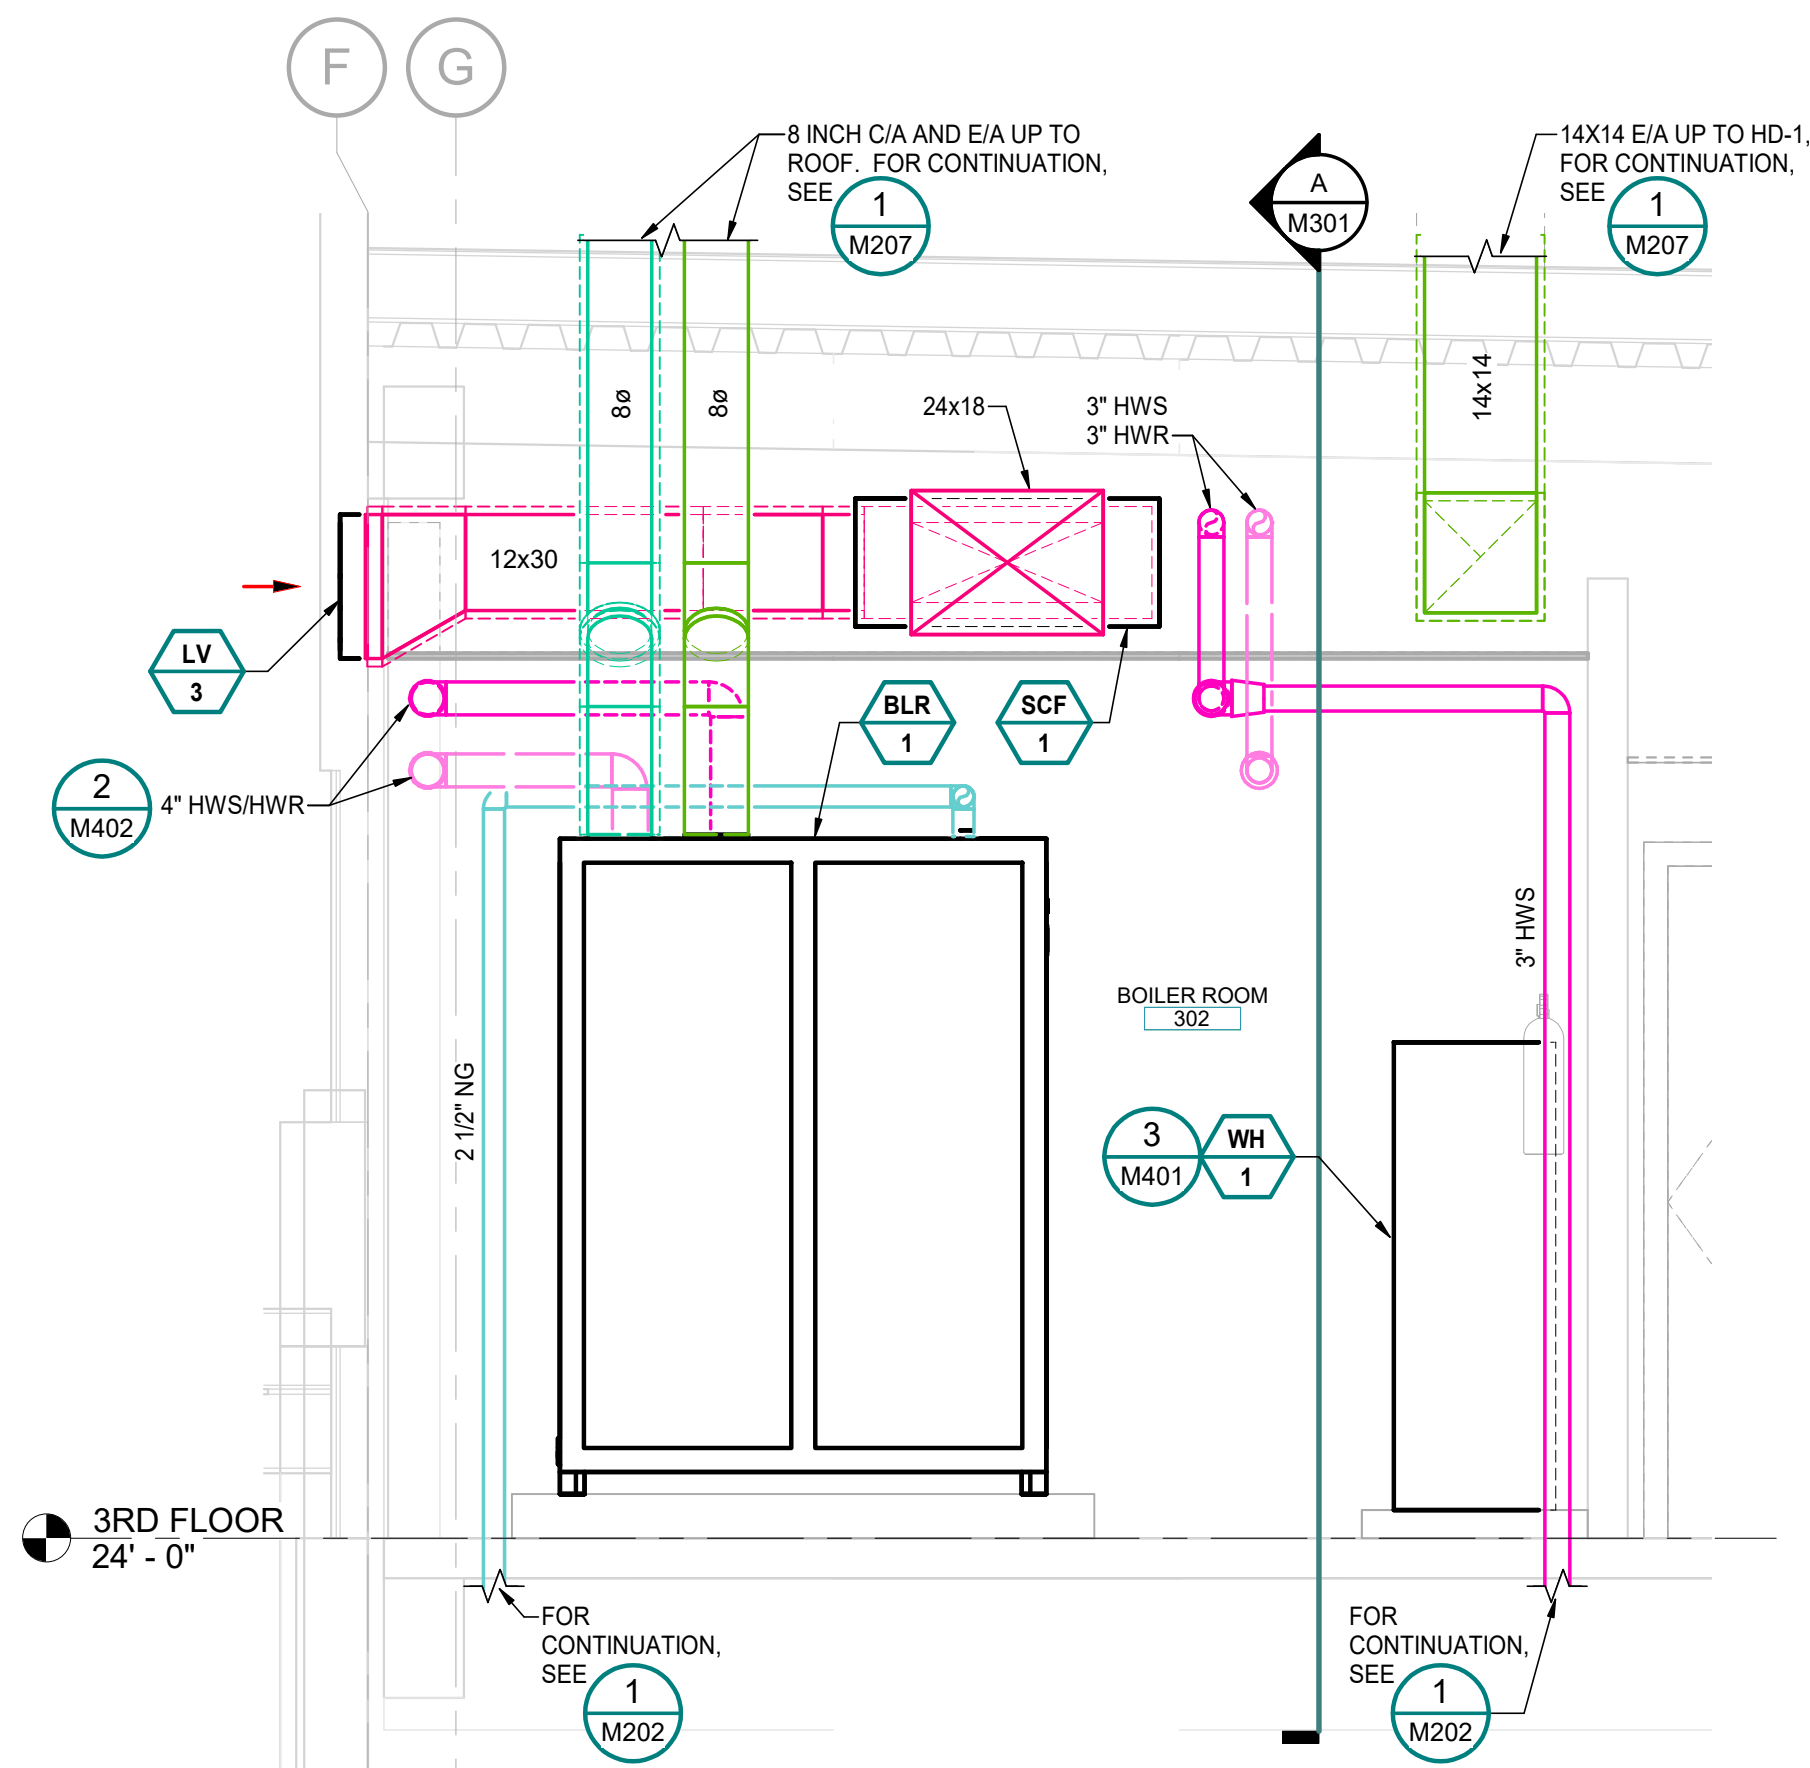 F
G
8 INCH C/A AND E/A UP TO
ROOF.  FOR CONTINUATION,
SEE
1
M207
A
M301
14X14 E/A UP TO HD-1,
FOR CONTINUATION,
SEE
1
M207
8ø
8ø
24x18
3" HWS
3" HWR
14x14
12x30
LV
3
BLR
1
SCF
1
2
M402
4" HWS/HWR
3" HWS
BOILER ROOM
302
2 1/2" NG
3
M401
WH
1
3RD FLOOR
24' - 0"
FOR
CONTINUATION,
SEE
1
M202
FOR
CONTINUATION,
SEE
1
M202